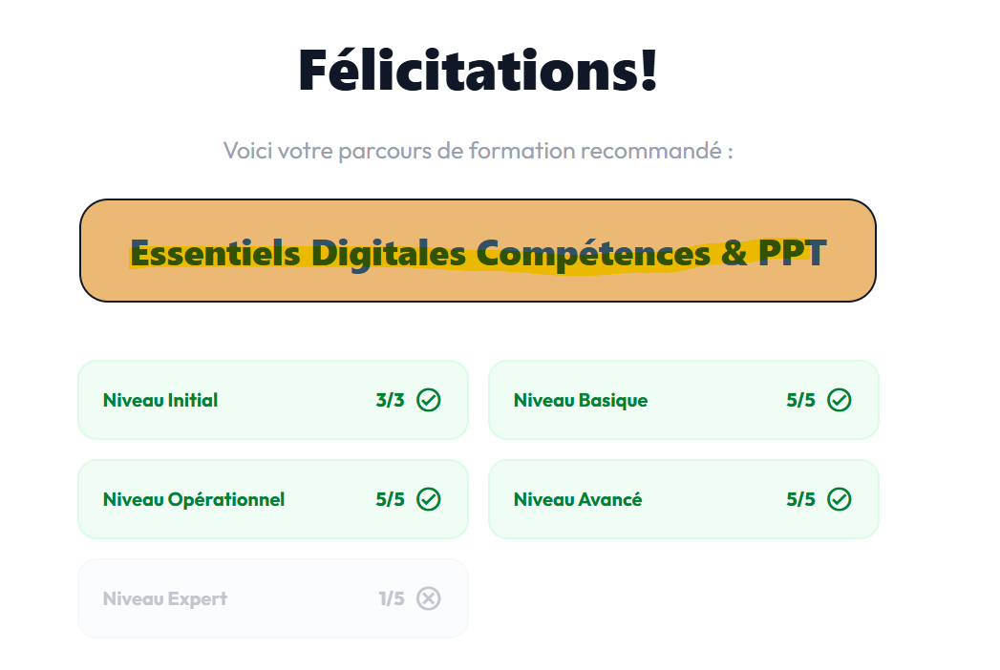 Félicitations!
Voici votre parcours de formation recommandé :
Essentiels Digitales Compétences & PPT
Niveau Initial 3/3
Niveau Basique 5/5
Niveau Opérationnel 5/5
Niveau Avancé 5/5
Niveau Expert 1/5